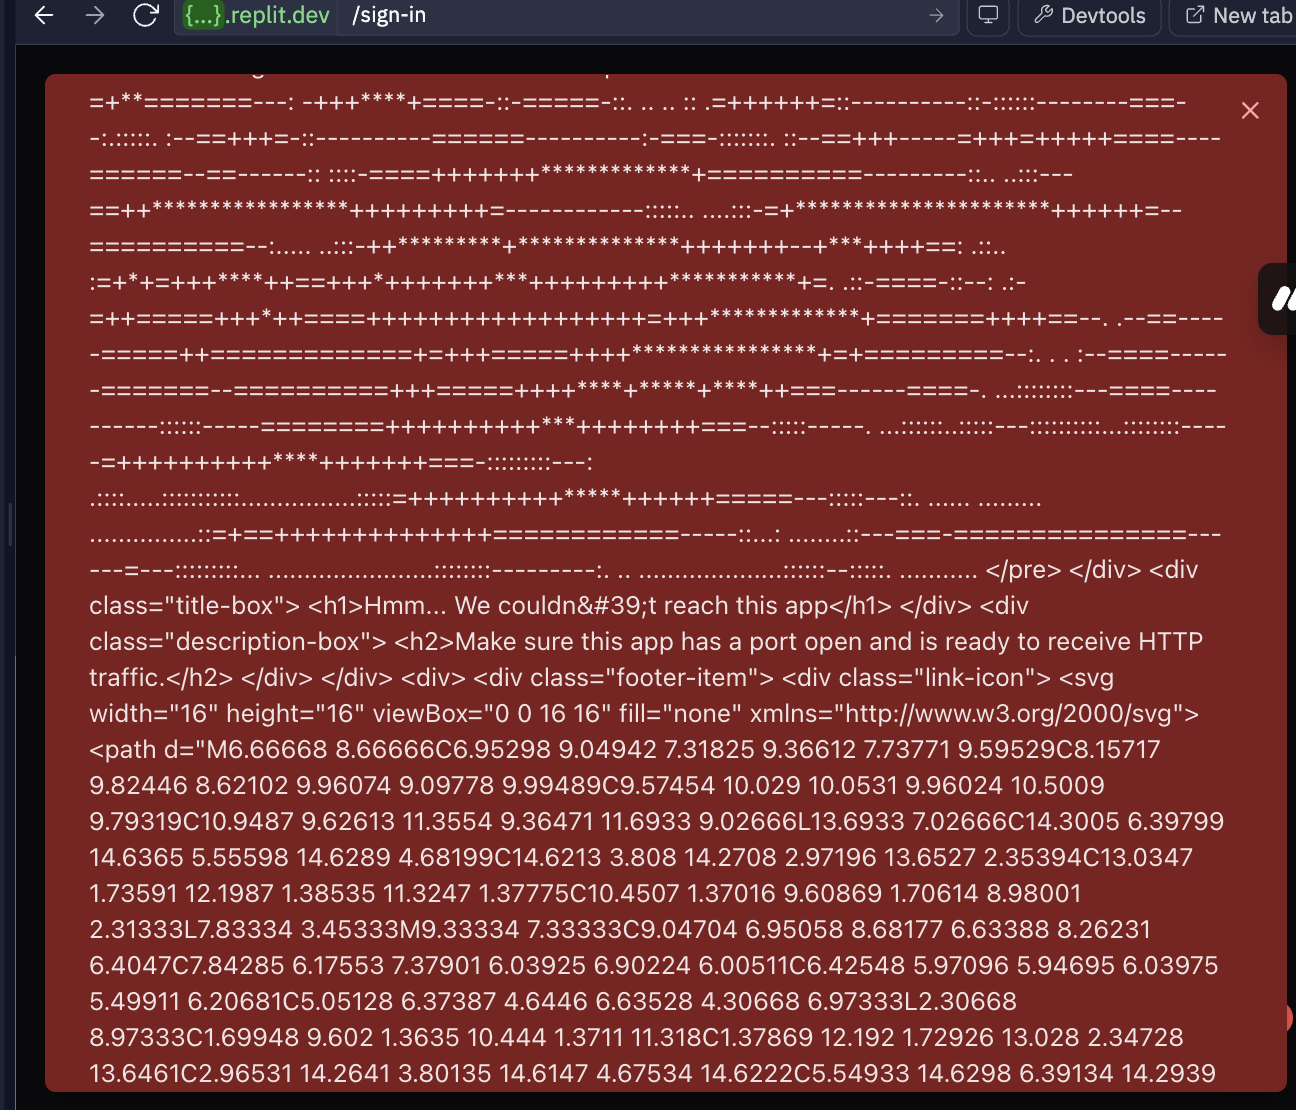 {...}.replit.dev /sign-in → Devtools New tab
=+**=======---: -+++****+====-::-=====-::. .. .. :: .=++++++=::----------::-::::::--------===-
-:.:::::. :--==+++=-::----------======----------:-===-:::::::. ::--==+++-----=+++=+++++====----
======--==------:: ::::-====+++++++*************+==========---------::.. ..:::---
==++*****************+++++++++=------------:::::.. ....:::-=+**********************++++++=--
==========--:..... ..:::-++*********+**************+++++++--+***++++==: .::..
:=+*+=+++****++==+++*+++++++***+++++++++***********+=. .::-====-::--: .:-
=++=====+++*++====++++++++++++++++++=+++*************+=======++++==--. .--==----
-=====++=============+=+++=====++++****************+=+=========--:. . . :--====-----
-=======--==========+++=====++++****+*****+****++===------====-. ...::::::::---====----
------::::::-----========++++++++++***++++++++===--:::::-----. ...::::::..:::::---::::::::::...::::::::----
-=++++++++++****+++++++===-:::::::::---:
.::::.....:::::::::::...............:::::=++++++++++*****++++++=====---:::::---::. ...... .........
...............::=+==++++++++++++++============-----::...: ........::---===-===============---
---=---:::::::::... ......................::::::::---------:. .. ...................::::::--:::::. ........... </pre> </div> <div
class="title-box"> <h1>Hmm... We couldn&#39;t reach this app</h1> </div> <div
class="description-box"> <h2>Make sure this app has a port open and is ready to receive HTTP
traffic.</h2> </div> </div> <div> <div class="footer-item"> <div class="link-icon"> <svg
width="16" height="16" viewBox="0 0 16 16" fill="none" xmlns="http://www.w3.org/2000/svg">
<path d="M6.66668 8.66666C6.95298 9.04942 7.31825 9.36612 7.73771 9.59529C8.15717
9.82446 8.62102 9.96074 9.09778 9.99489C9.57454 10.029 10.0531 9.96024 10.5009
9.79319C10.9487 9.62613 11.3554 9.36471 11.6933 9.02666L13.6933 7.02666C14.3005 6.39799
14.6365 5.55598 14.6289 4.68199C14.6213 3.808 14.2708 2.97196 13.6527 2.35394C13.0347
1.73591 12.1987 1.38535 11.3247 1.37775C10.4507 1.37016 9.60869 1.70614 8.98001
2.31333L7.83334 3.45333M9.33334 7.33333C9.04704 6.95058 8.68177 6.63388 8.26231
6.4047C7.84285 6.17553 7.37901 6.03925 6.90224 6.00511C6.42548 5.97096 5.94695 6.03975
5.49911 6.20681C5.05128 6.37387 4.6446 6.63528 4.30668 6.97333L2.30668
8.97333C1.69948 9.602 1.3635 10.444 1.3711 11.318C1.37869 12.192 1.72926 13.028 2.34728
13.6461C2.96531 14.2641 3.80135 14.6147 4.67534 14.6222C5.54933 14.6298 6.39134 14.2939